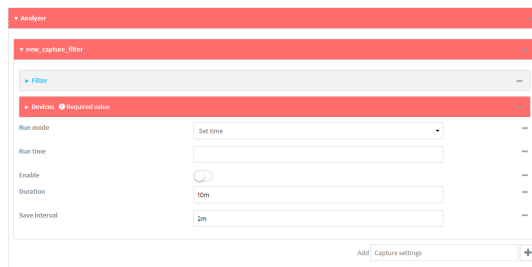 ▾ Analyzer
▾ new_capture_filter
▸ Filter
▸ Devices Required value
Run mode Set time
Run time
Enable
Duration 10m
Save interval 2m
Add Capture settings